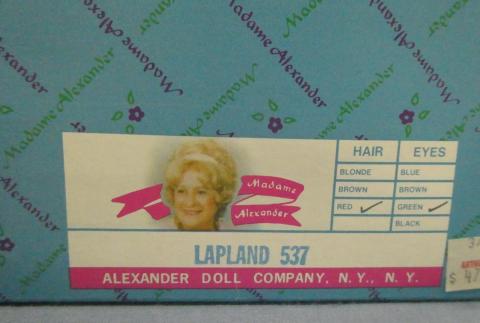 Madame Alexander
Madame Alexander
Madame Alexander
Madame Alexander
Madame
Alexander
HAIR EYES
BLONDE BLUE
BROWN BROWN
RED ✓ GREEN ✓
BLACK
LAPLAND 537
ALEXANDER DOLL COMPANY, N.Y., N.Y.
$